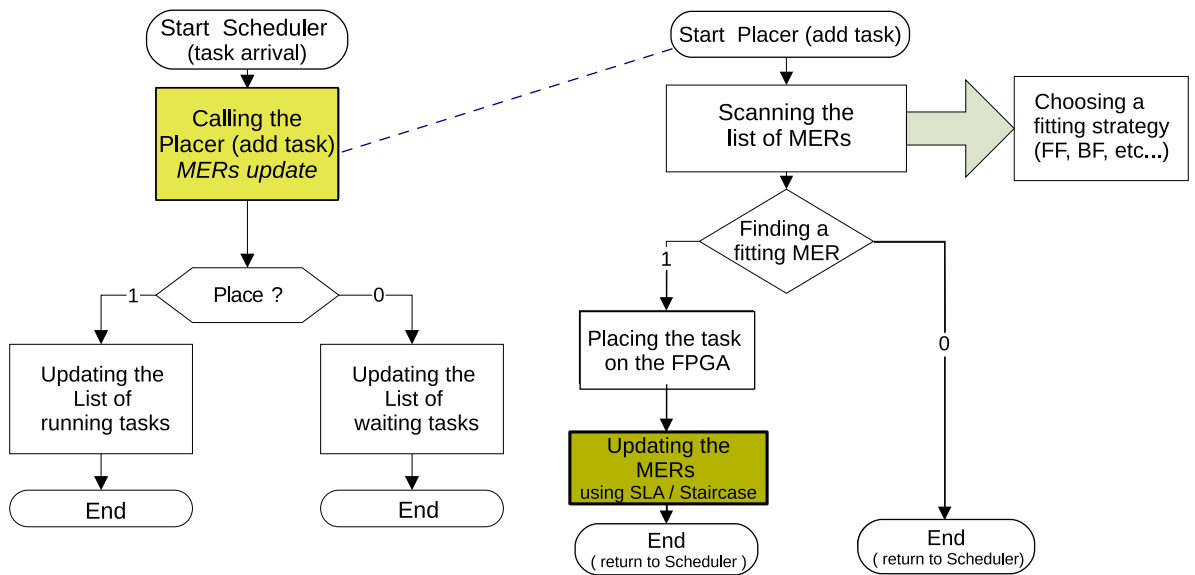 Start Scheduler
(task arrival)
Calling the
Placer (add task)
MERs update
Place ?
1
0
Updating the
List of
running tasks
Updating the
List of
waiting tasks
End
End
Start Placer (add task)
Scanning the
list of MERs
Choosing a
fitting strategy
(FF, BF, etc...)
Finding a
fitting MER
1
0
Placing the task
on the FPGA
Updating the
MERs
using SLA / Staircase
End
( return to Scheduler )
End
( return to Scheduler)